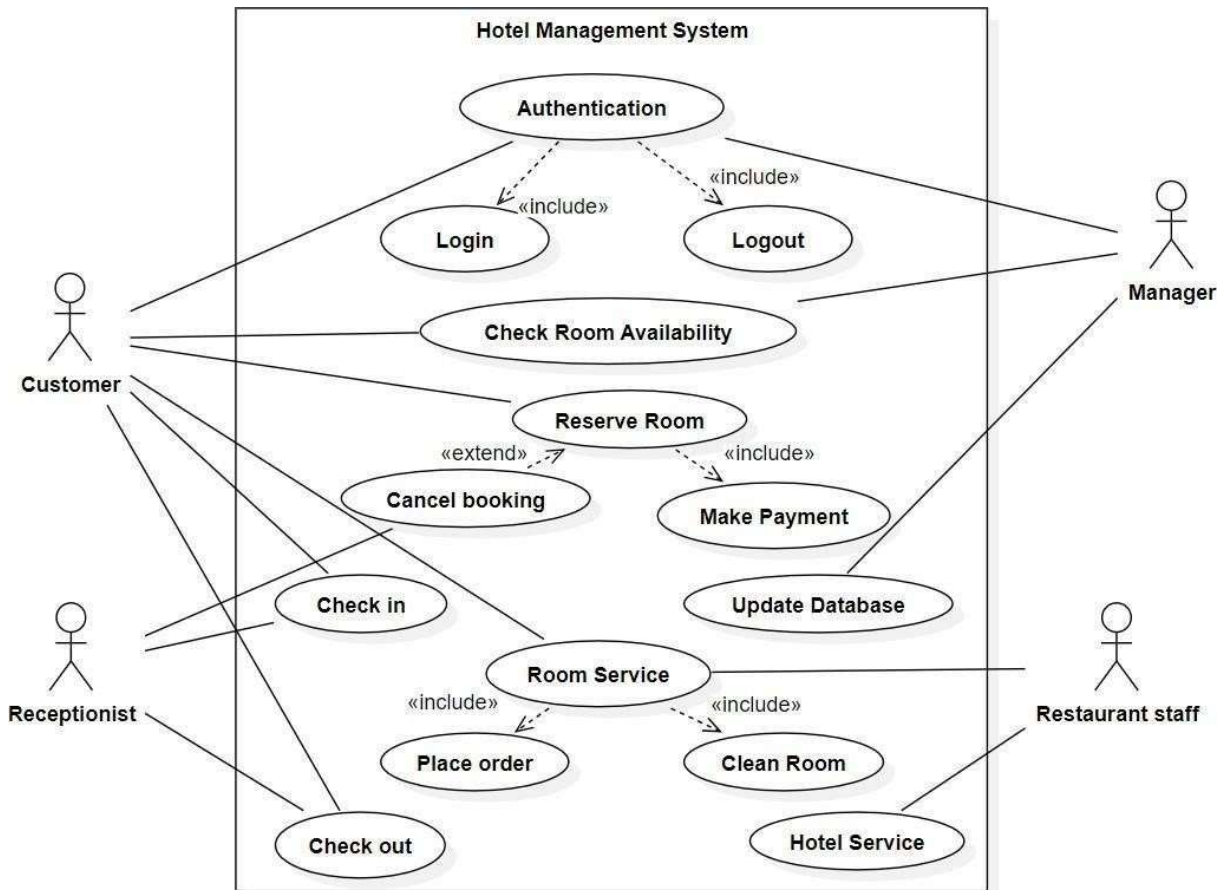 Hotel Management System
Authentication
«include»
«include»
Login
Logout
Manager
Check Room Availability
Customer
Reserve Room
«extend»
«include»
Cancel booking
Make Payment
Check in
Update Database
Room Service
«include»
«include»
Receptionist
Restaurant staff
Place order
Clean Room
Check out
Hotel Service